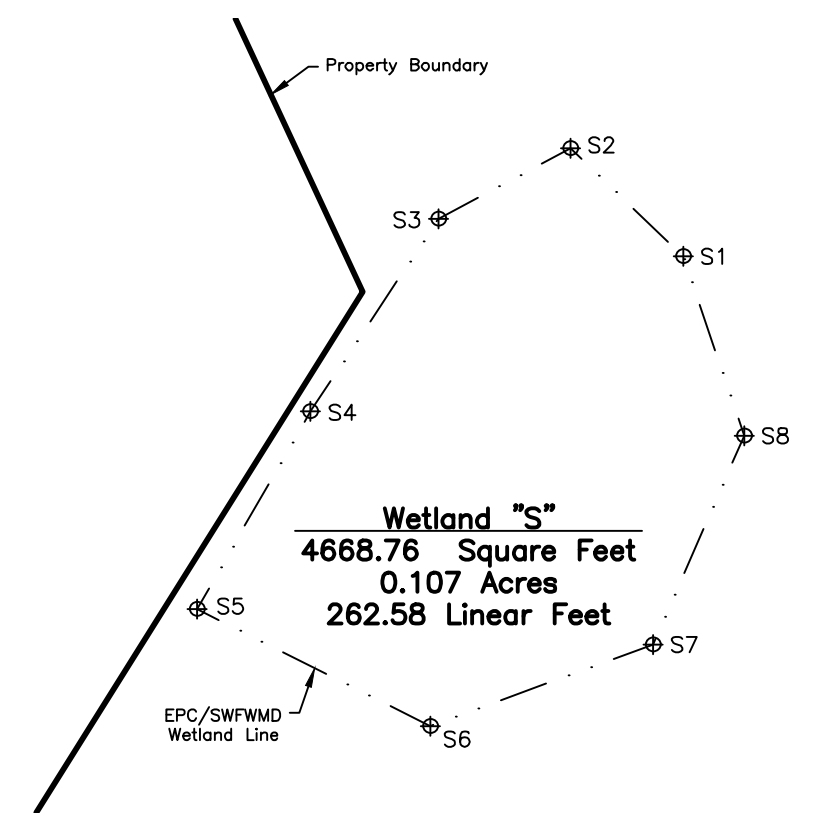 Property Boundary
S2
S3
S1
S4
S8
Wetland "S"
4668.76 Square Feet
0.107 Acres
262.58 Linear Feet
S5
S7
EPC/SWFWMD
Wetland Line
S6